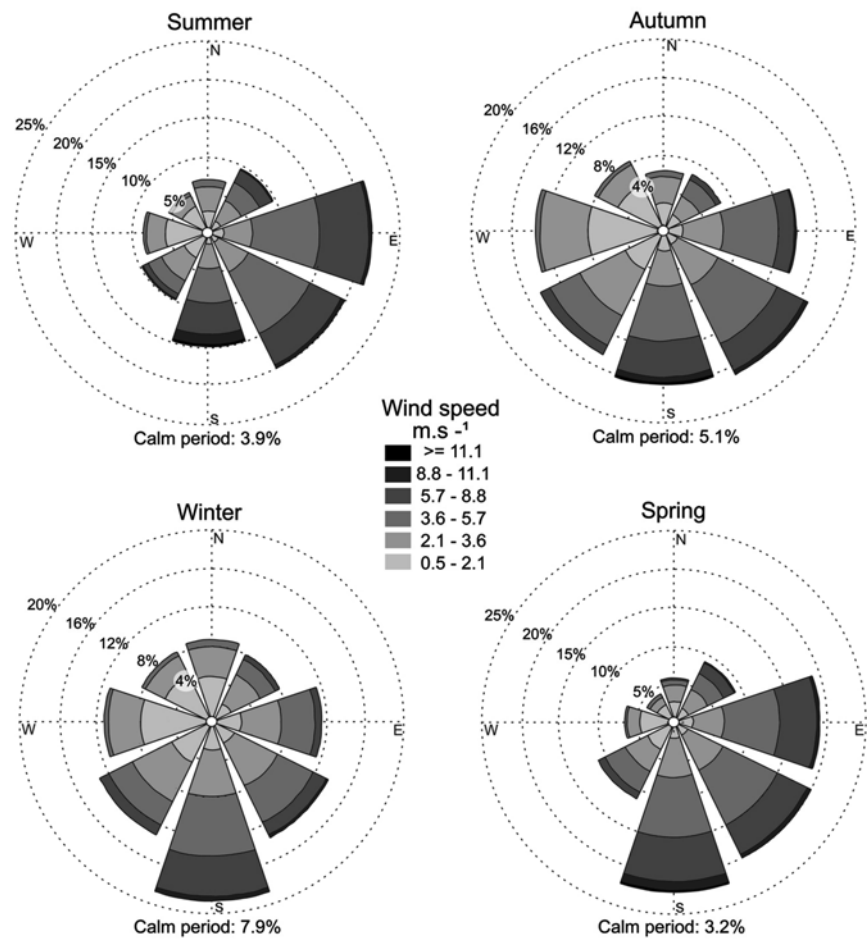 Summer
N
25%
20%
15%
10%
5%
W
E
S
Calm period: 3.9%
Autumn
N
20%
16%
12%
8%
4%
W
E
S
Calm period: 5.1%
Wind speed
m.s -¹
>= 11.1
8.8 - 11.1
5.7 - 8.8
3.6 - 5.7
2.1 - 3.6
0.5 - 2.1
Winter
N
20%
16%
12%
8%
4%
W
E
S
Calm period: 7.9%
Spring
N
25%
20%
15%
10%
5%
W
E
S
Calm period: 3.2%